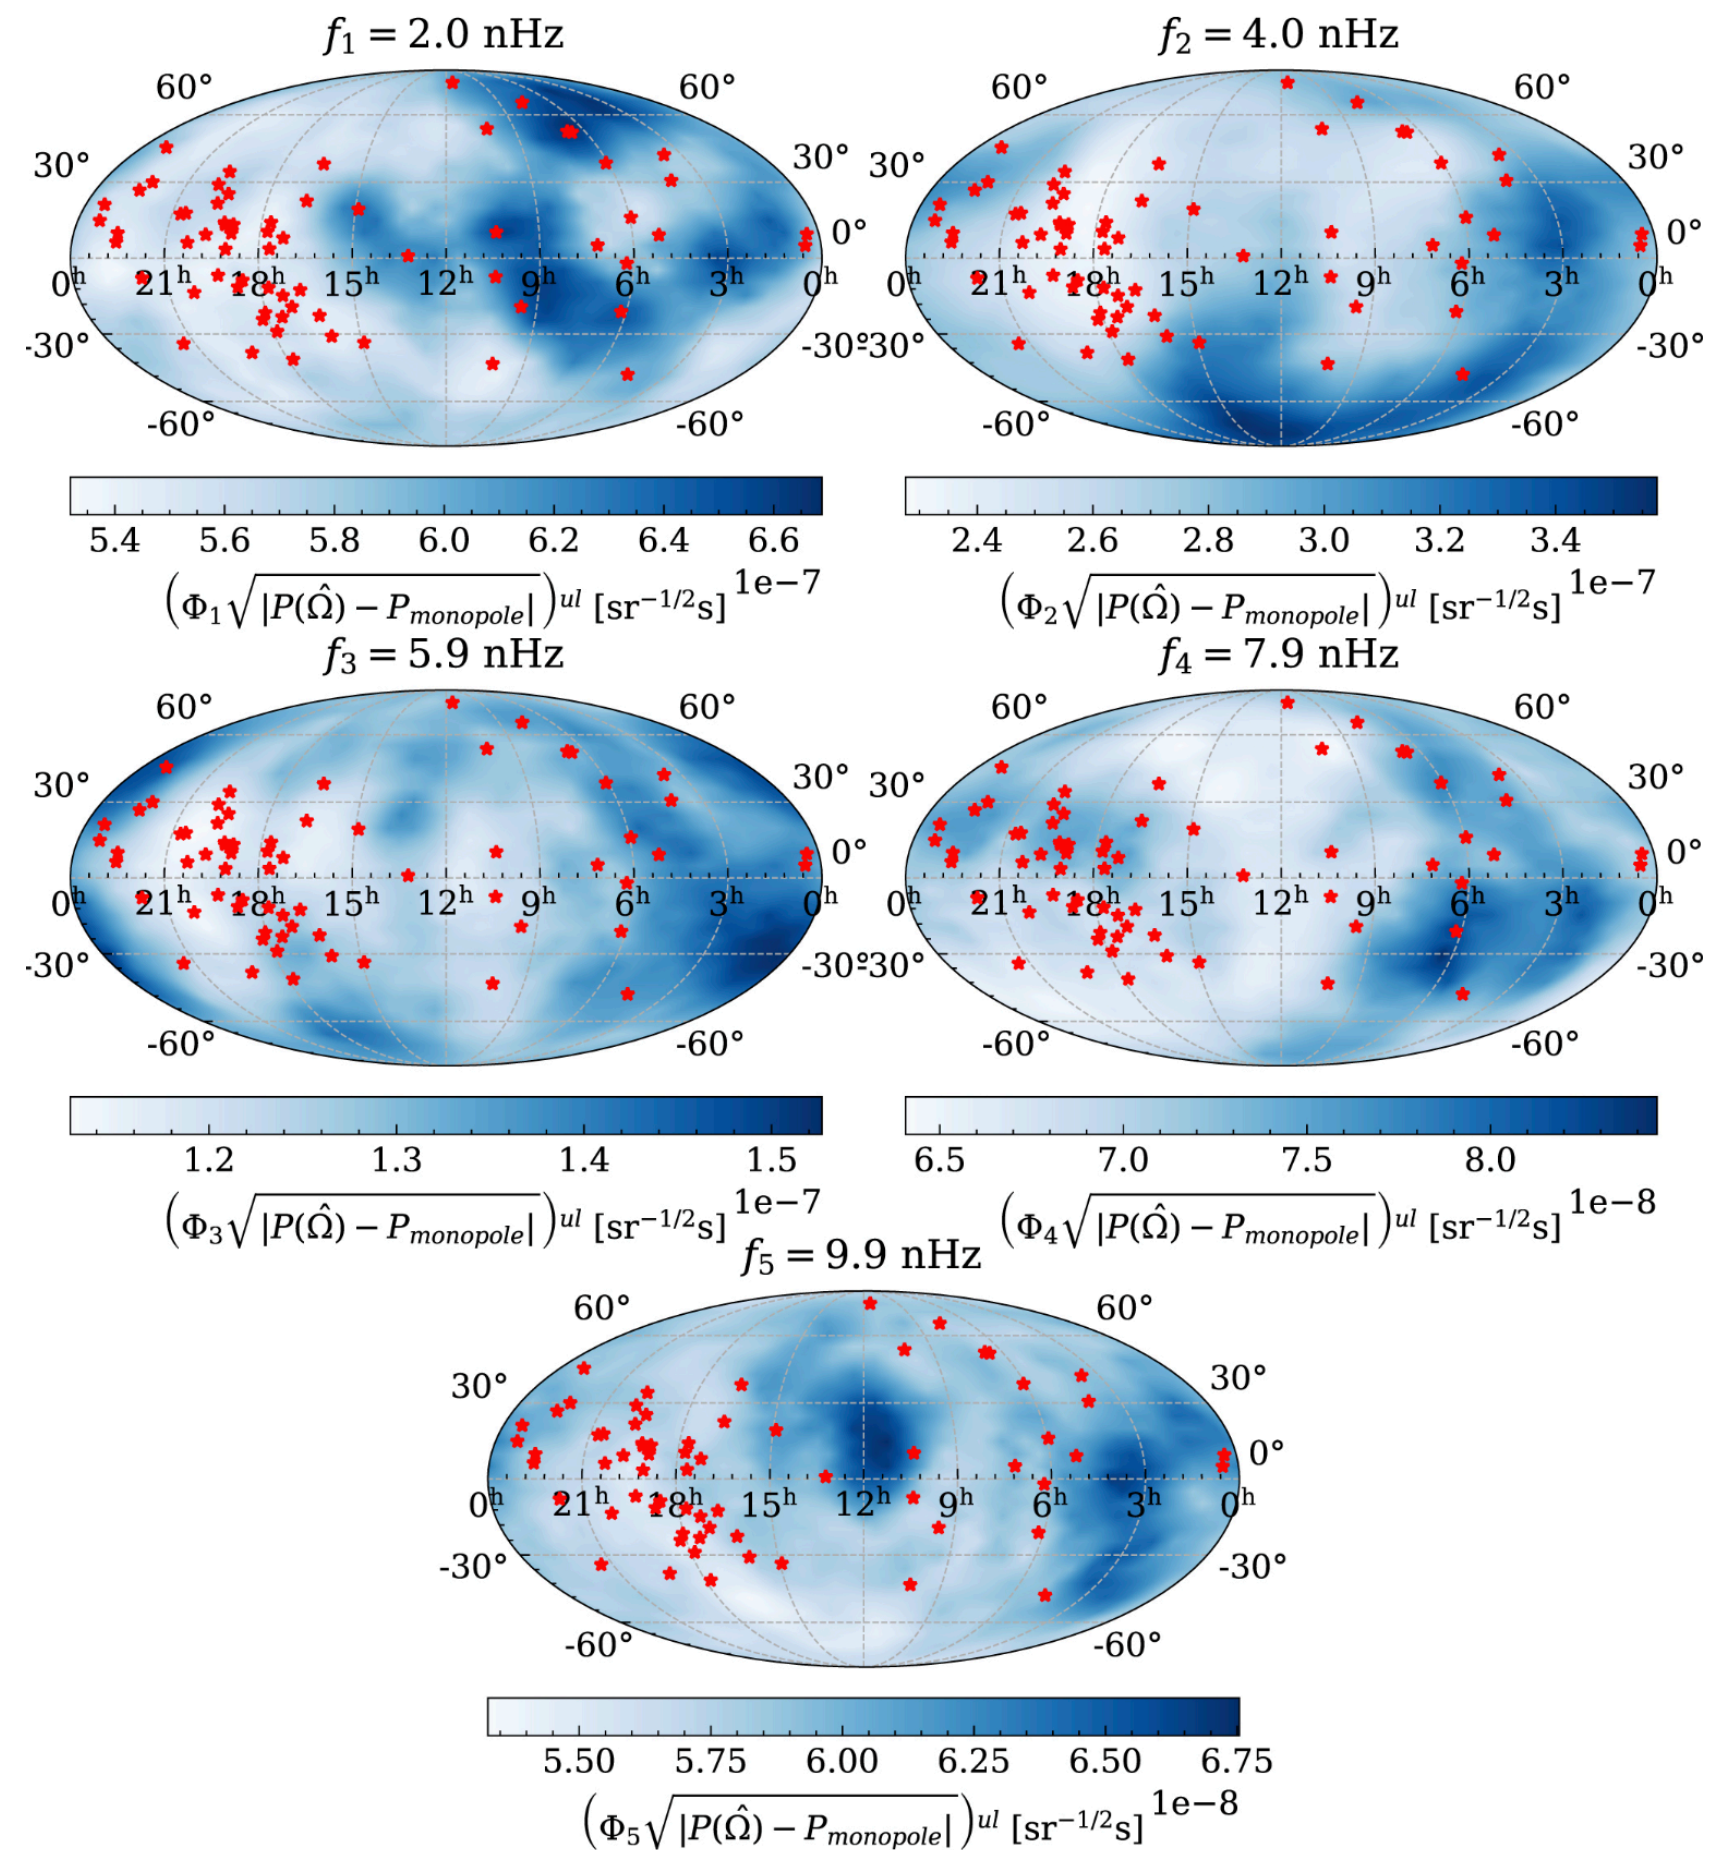 f₁ = 2.0 nHz
f₂ = 4.0 nHz
60° 60° 60° 60°
30° 30° 30° 30°
0° 0°
0ʰ 21ʰ 18ʰ 15ʰ 12ʰ 9ʰ 6ʰ 3ʰ 0ʰ 0ʰ 21ʰ 18ʰ 15ʰ 12ʰ 9ʰ 6ʰ 3ʰ 0ʰ
-30° -30° -30° -30°
-60° -60° -60° -60°
5.4 5.6 5.8 6.0 6.2 6.4 6.6
2.4 2.6 2.8 3.0 3.2 3.4
(Φ₁√|P(Ω̂) − P_monopole|)^ul [sr^−1/2 s] 1e−7
(Φ₂√|P(Ω̂) − P_monopole|)^ul [sr^−1/2 s] 1e−7
f₃ = 5.9 nHz
f₄ = 7.9 nHz
60° 60° 60° 60°
30° 30° 30° 30°
0° 0°
0ʰ 21ʰ 18ʰ 15ʰ 12ʰ 9ʰ 6ʰ 3ʰ 0ʰ 0ʰ 21ʰ 18ʰ 15ʰ 12ʰ 9ʰ 6ʰ 3ʰ 0ʰ
-30° -30° -30° -30°
-60° -60° -60° -60°
1.2 1.3 1.4 1.5
6.5 7.0 7.5 8.0
(Φ₃√|P(Ω̂) − P_monopole|)^ul [sr^−1/2 s] 1e−7
(Φ₄√|P(Ω̂) − P_monopole|)^ul [sr^−1/2 s] 1e−8
f₅ = 9.9 nHz
60° 60°
30° 30°
0°
0ʰ 21ʰ 18ʰ 15ʰ 12ʰ 9ʰ 6ʰ 3ʰ 0ʰ
-30° -30°
-60° -60°
5.50 5.75 6.00 6.25 6.50 6.75
(Φ₅√|P(Ω̂) − P_monopole|)^ul [sr^−1/2 s] 1e−8